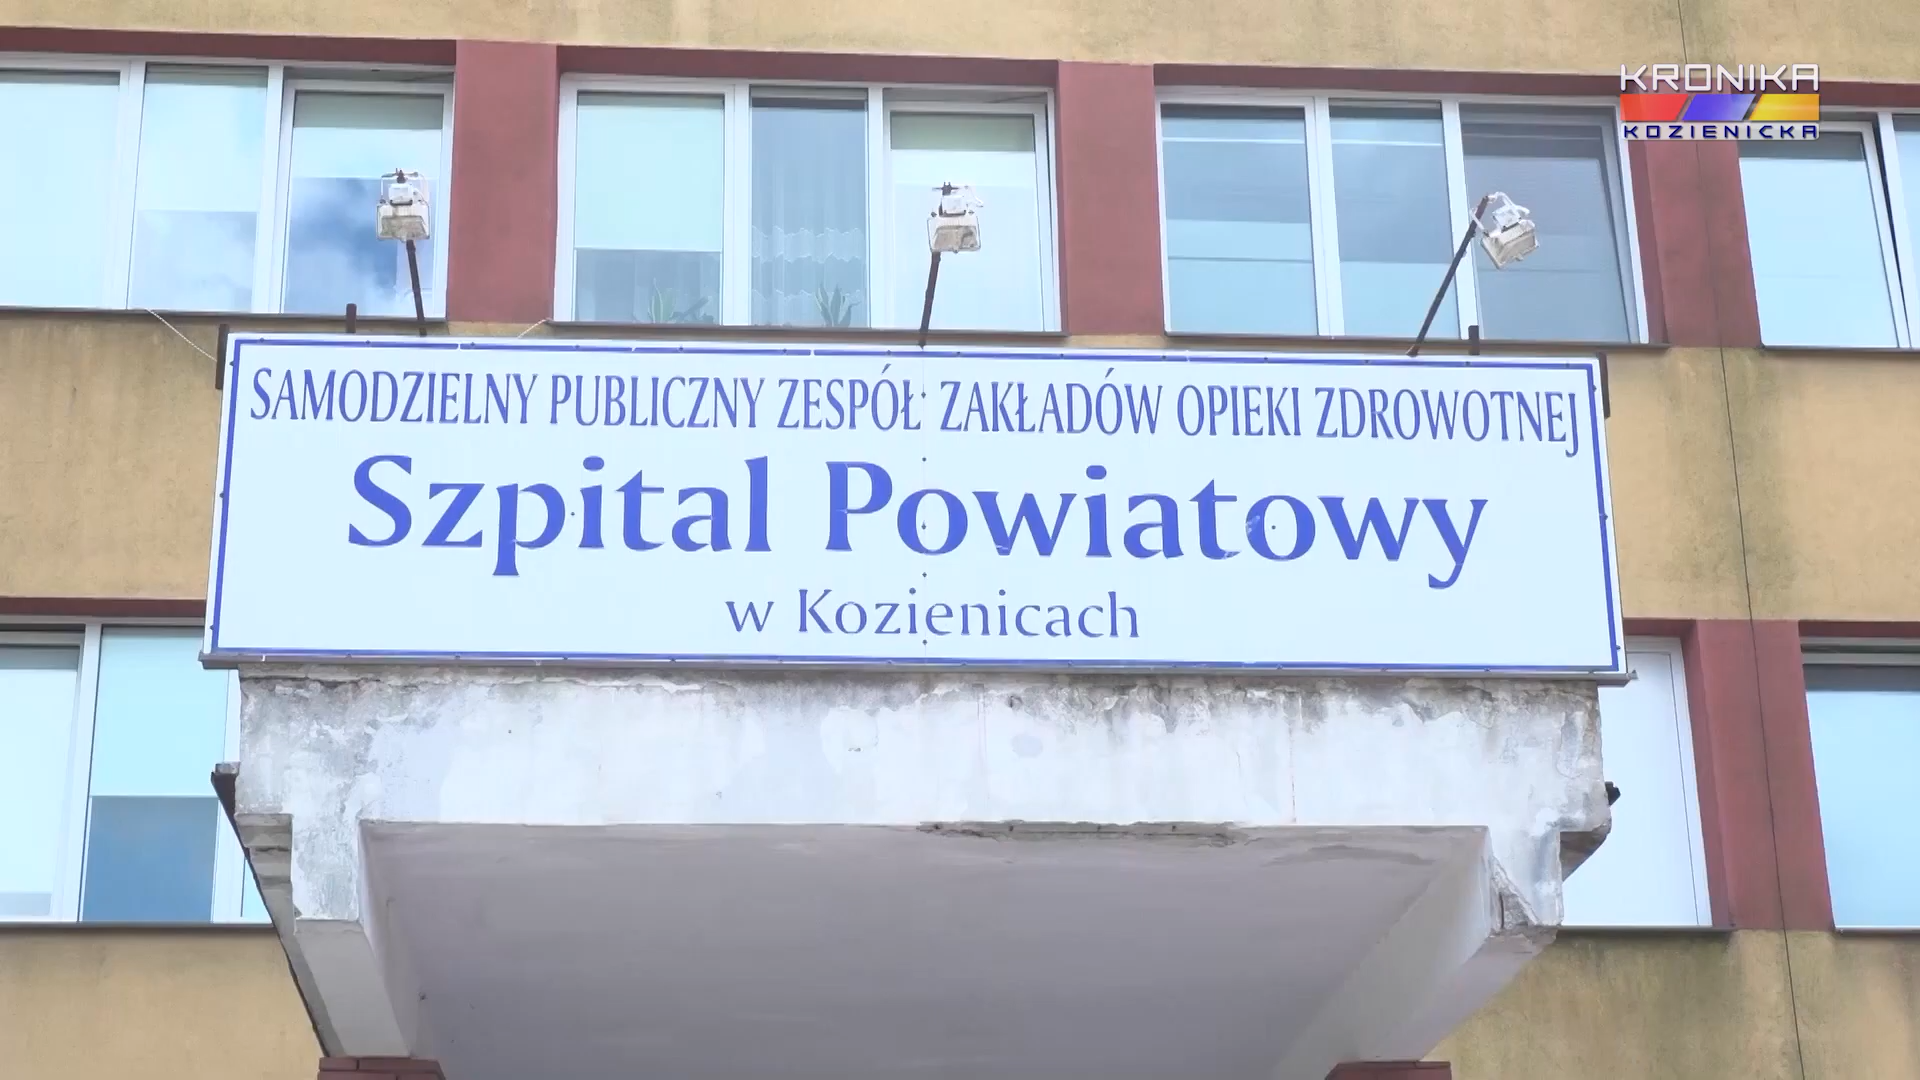 KRONIKA
KOZIENICKA
SAMODZIELNY PUBLICZNY ZESPÓŁ ZAKŁADÓW OPIEKI ZDROWOTNEJ
Szpital Powiatowy
w Kozienicach